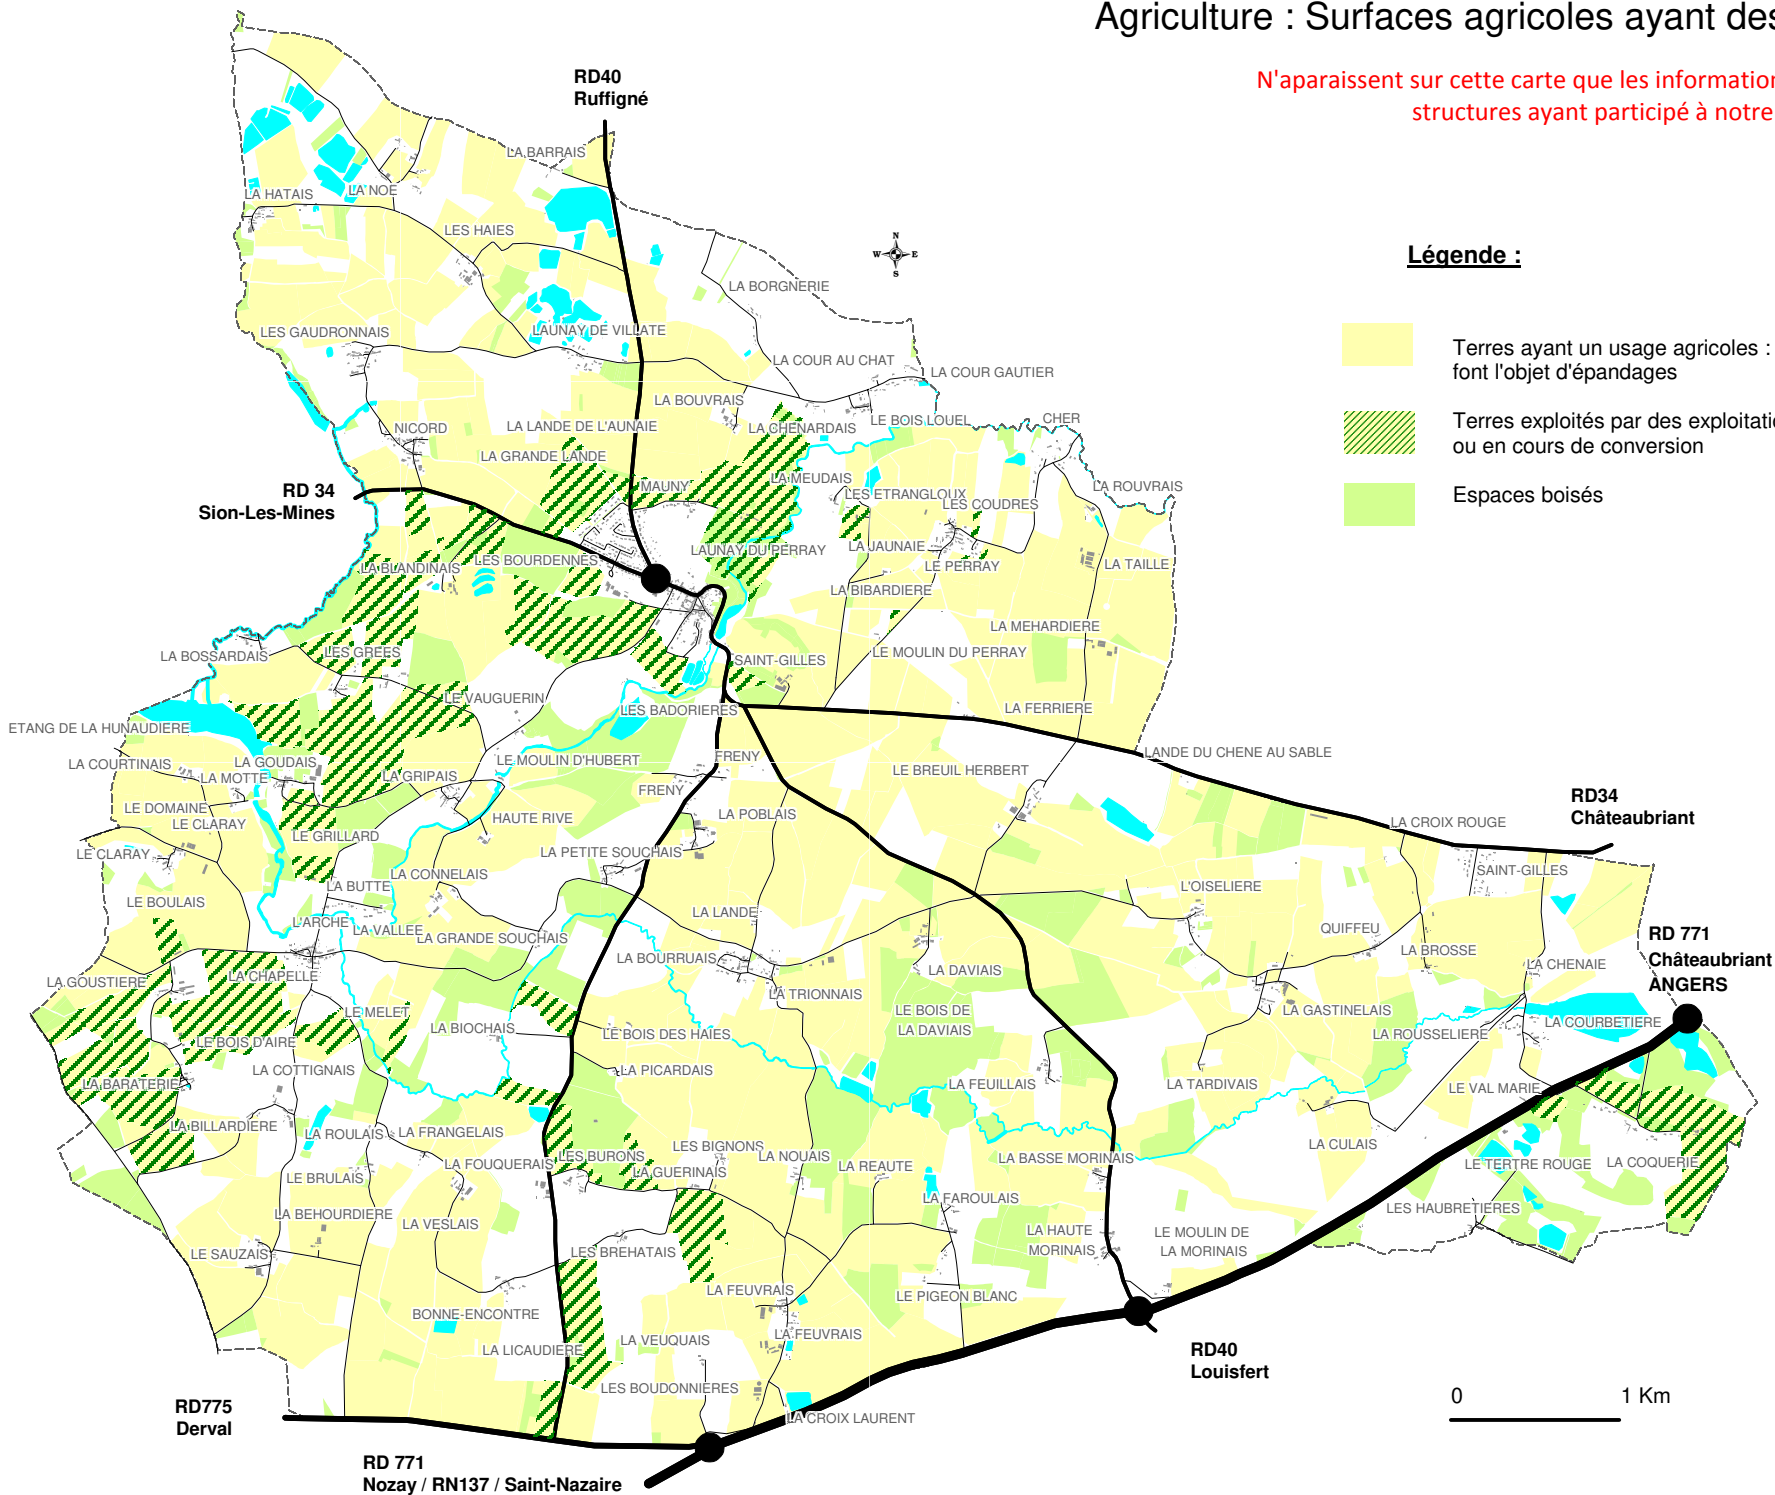 Agriculture : Surfaces agricoles ayant des
N'aparaissent sur cette carte que les information
structures ayant participé à notre
RD40
Ruffigné
LA BARRAIS
LA HATAIS
LA NOE
LES HAIES
N
W E
S
Légende :
LA BORGNERIE
LES GAUDRONNAIS
LAUNAY DE VILLATE
Terres ayant un usage agricoles :
font l'objet d'épandages
LA COUR AU CHAT
LA COUR GAUTIER
LA BOUVRAIS
NICORD
LA LANDE DE L'AUNAIE
LA CHENARDAIS
LE BOIS LOUEL
CHER
Terres exploités par des exploitati
ou en cours de conversion
LA GRANDE LANDE
MAUNY
LA MEUDAIS
LES ETRANGLOUX
LES COUDRES
LA ROUVRAIS
Espaces boisés
RD 34
Sion-Les-Mines
LES BOURDENNES
LAUNAY DU PERRAY
LA JAUNAIE
LE PERRAY
LA TAILLE
LA BLANDINAIS
LA BIBARDIERE
LA MEHARDIERE
LA BOSSARDAIS
LES GREES
SAINT-GILLES
LE MOULIN DU PERRAY
LE VAUGUERIN
LES BADORIERES
LA FERRIERE
ETANG DE LA HUNAUDIERE
LANDE DU CHENE AU SABLE
LA COURTINAIS
LA GOUDAIS
LA MOTTE
LA GRIPAIS
LE MOULIN D'HUBERT
FRENY
FRENY
LE BREUIL HERBERT
RD34
Châteaubriant
LE DOMAINE
LE CLARAY
LE GRILLARD
HAUTE RIVE
LA POBLAIS
LA CROIX ROUGE
LE CLARAY
LA PETITE SOUCHAIS
LA CONNELAIS
LA BUTTE
L'OISELIERE
SAINT-GILLES
LE BOULAIS
L'ARCHE
LA VALLEE
LA GRANDE SOUCHAIS
LA LANDE
QUIFFEU
LA BROSSE
RD 771
Châteaubriant
ANGERS
LA GOUSTIERE
LA CHAPELLE
LA BOURRUAIS
LA DAVIAIS
LA CHENAIE
LA TRIONNAIS
LE MELET
LA BIOCHAIS
LE BOIS DES HAIES
LE BOIS DE
LA DAVIAIS
LA GASTINELAIS
LA ROUSSELIERE
LA COURBETIERE
LE BOIS D'AIRE
LA COTTIGNAIS
LA PICARDAIS
LA BARATERIE
LA FEUILLAIS
LA TARDIVAIS
LE VAL MARIE
LA BILLARDIERE
LA ROULAIS
LA FRANGELAIS
LES BURONS
LES BIGNONS
LA NOUAIS
LA BASSE MORINAIS
LA CULAIS
LE BRULAIS
LA FOUQUERAIS
LA GUERINAIS
LA REAUTE
LE TERTRE ROUGE
LA COQUERIE
LA BEHOURDIERE
LA VESLAIS
LA FAROULAIS
LES HAUBRETIERES
LE SAUZAIS
LES BREHATAIS
LA HAUTE
MORINAIS
LE MOULIN DE
LA MORINAIS
BONNE-ENCONTRE
LA FEUVRAIS
LE PIGEON BLANC
LA LICAUDIERE
LA VEUQUAIS
LA FEUVRAIS
RD40
Louisfert
RD775
Derval
LES BOUDONNIERES
LA CROIX LAURENT
0 1 Km
RD 771
Nozay / RN137 / Saint-Nazaire